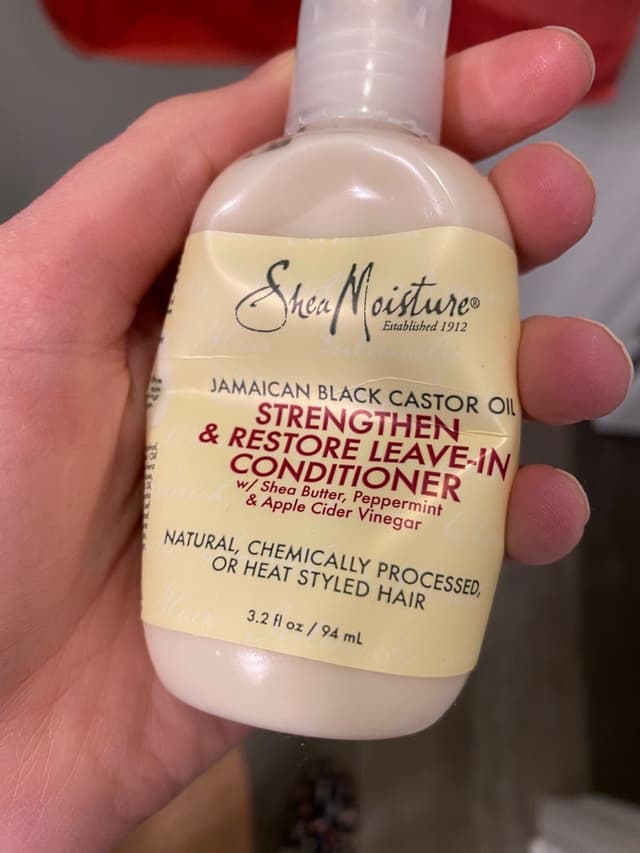 SheaMoisture®
Established 1912
JAMAICAN BLACK CASTOR OIL
STRENGTHEN
& RESTORE LEAVE-IN
CONDITIONER
w/ Shea Butter, Peppermint
& Apple Cider Vinegar
NATURAL, CHEMICALLY PROCESSED,
OR HEAT STYLED HAIR
3.2 fl oz / 94 mL